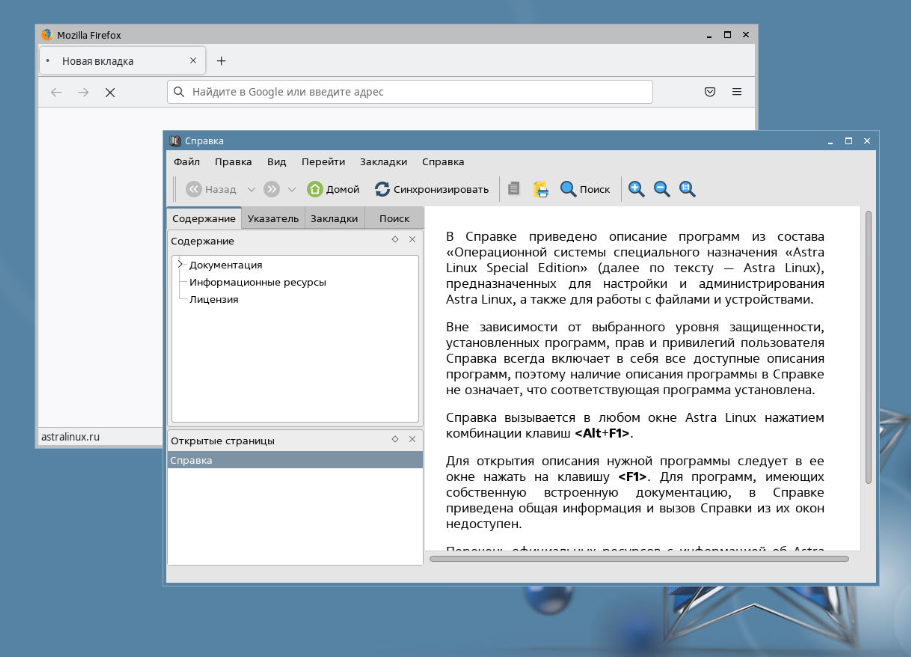 Mozilla Firefox
Новая вкладка
Найдите в Google или введите адрес
Справка
Файл Правка Вид Перейти Закладки Справка
Назад Домой Синхронизировать Поиск
Содержание Указатель Закладки Поиск
Содержание
Документация
Информационные ресурсы
Лицензия
astralinux.ru
Открытые страницы
Справка
В Справке приведено описание программ из состава
«Операционной системы специального назначения «Astra
Linux Special Edition» (далее по тексту — Astra Linux),
предназначенных для настройки и администрирования
Astra Linux, а также для работы с файлами и устройствами.
Вне зависимости от выбранного уровня защищенности,
установленных программ, прав и привилегий пользователя
Справка всегда включает в себя все доступные описания
программ, поэтому наличие описания программы в Справке
не означает, что соответствующая программа установлена.
Справка вызывается в любом окне Astra Linux нажатием
комбинации клавиш <Alt+F1>.
Для открытия описания нужной программы следует в ее
окне нажать на клавишу <F1>. Для программ, имеющих
собственную встроенную документацию, в Справке
приведена общая информация и вызов Справки из их окон
недоступен.
Перечень официальных ресурсов с информацией об Astra